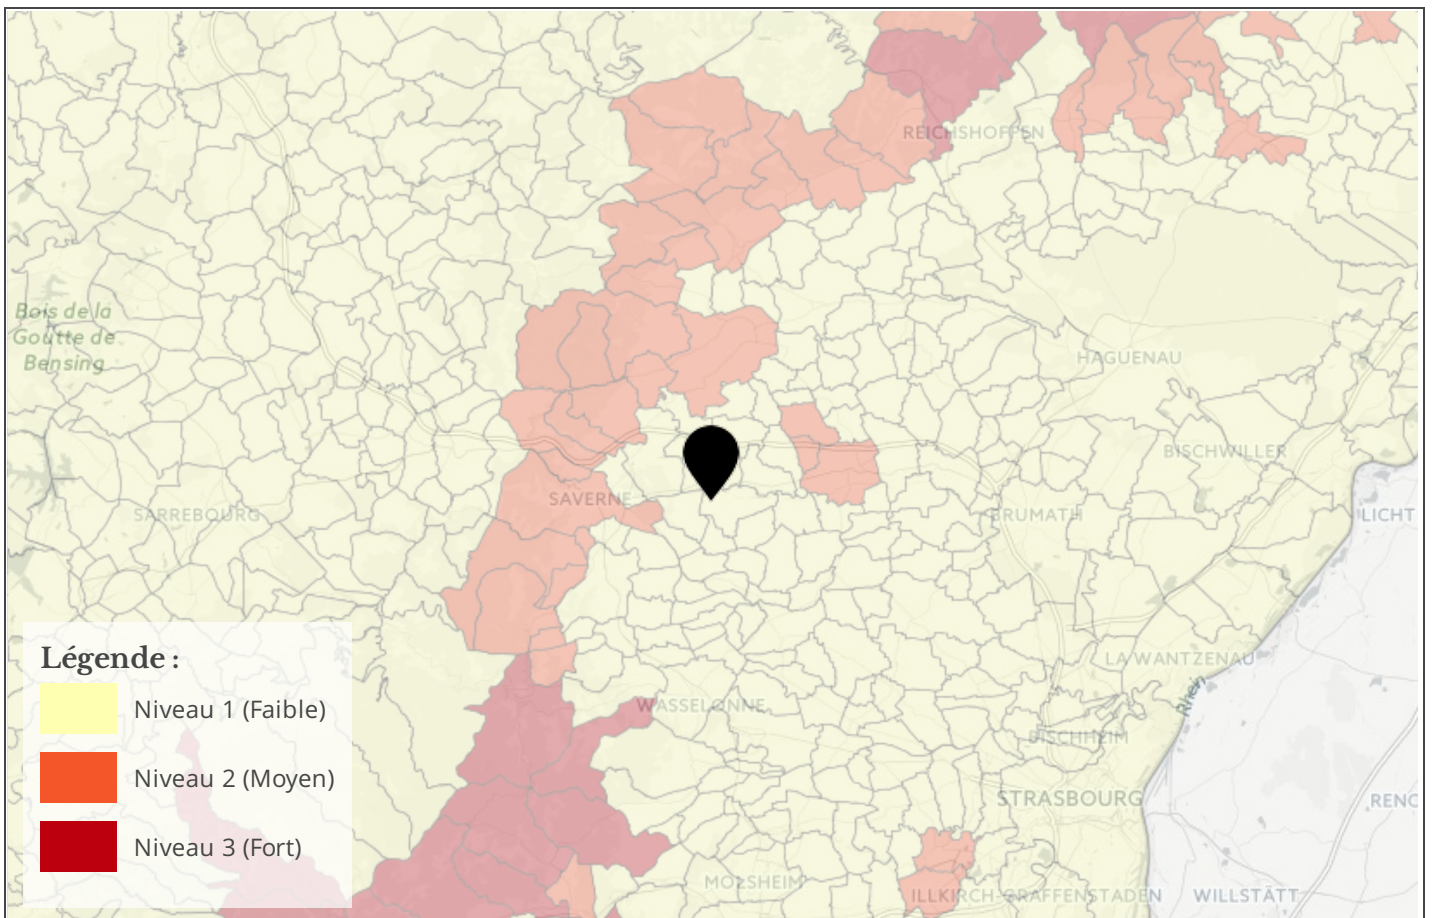 REICHSHOFFEN
Bois de la
Goutte de
Bensing
HAGUENAU
BISCHWILLER
SAVERNE
SARREBOURG
BRUMATH
LICHT
Légende :
LA WANTZENAU
Rhein
Niveau 1 (Faible)
WASSELONNE
BISCHHEIM
Niveau 2 (Moyen)
STRASBOURG
RENC
Niveau 3 (Fort)
MOLSHEIM
ILLKIRCH-GRAFFENSTADEN
WILLSTÄTT